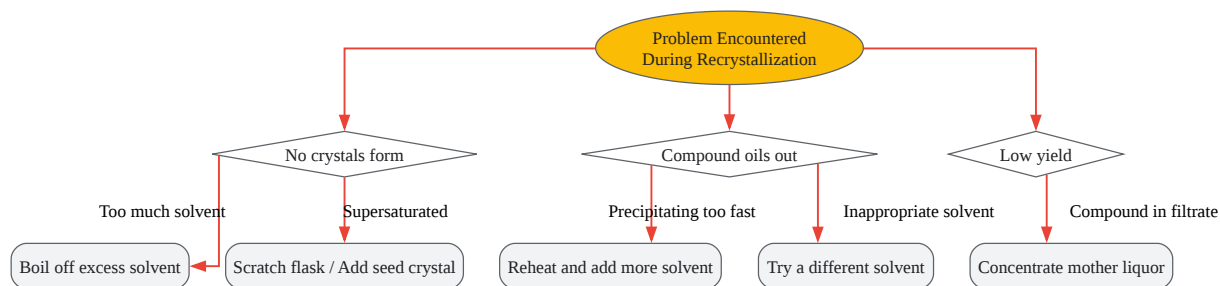 Problem Encountered
During Recrystallization
No crystals form
Compound oils out
Low yield
Too much solvent
Supersaturated
Precipitating too fast
Inappropriate solvent
Compound in filtrate
Boil off excess solvent
Scratch flask / Add seed crystal
Reheat and add more solvent
Try a different solvent
Concentrate mother liquor